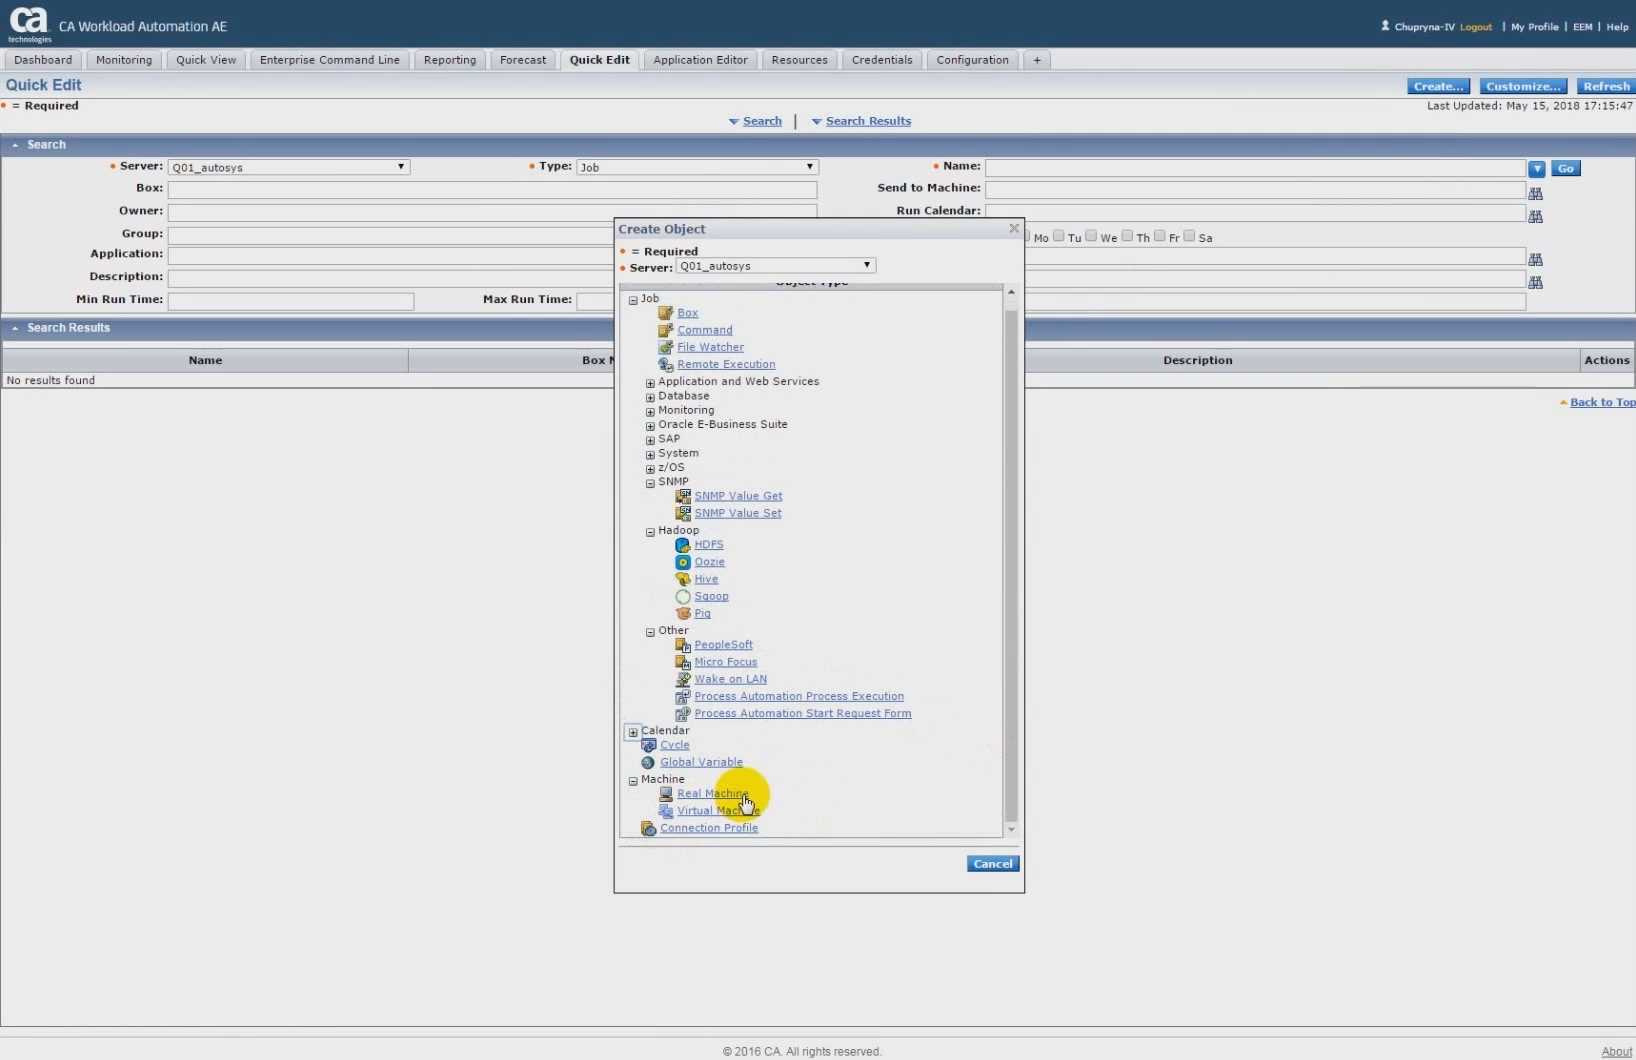 ca
technologies
CA Workload Automation AE
Chupryna-IV Logout | My Profile | EEM | Help
Dashboard Monitoring Quick View Enterprise Command Line Reporting Forecast Quick Edit Application Editor Resources Credentials Configuration +
Quick Edit
Create... Customize... Refresh
= Required
Last Updated: May 15, 2018 17:15:47
Search | Search Results
Search
Server: Q01_autosys Type: Job Name: Go
Box: Send to Machine:
Owner: Run Calendar:
Group: Mo Tu We Th Fr Sa
Application:
Description:
Min Run Time: Max Run Time:
Search Results
Name Box N Description Actions
No results found
Back to Top
Create Object
= Required
Server: Q01_autosys
Object Type
Job
Box
Command
File Watcher
Remote Execution
Application and Web Services
Database
Monitoring
Oracle E-Business Suite
SAP
System
z/OS
SNMP
SNMP Value Get
SNMP Value Set
Hadoop
HDFS
Oozie
Hive
Sqoop
Pig
Other
PeopleSoft
Micro Focus
Wake on LAN
Process Automation Process Execution
Process Automation Start Request Form
Calendar
Cycle
Global Variable
Machine
Real Machine
Virtual Machine
Connection Profile
Cancel
© 2016 CA. All rights reserved.
About